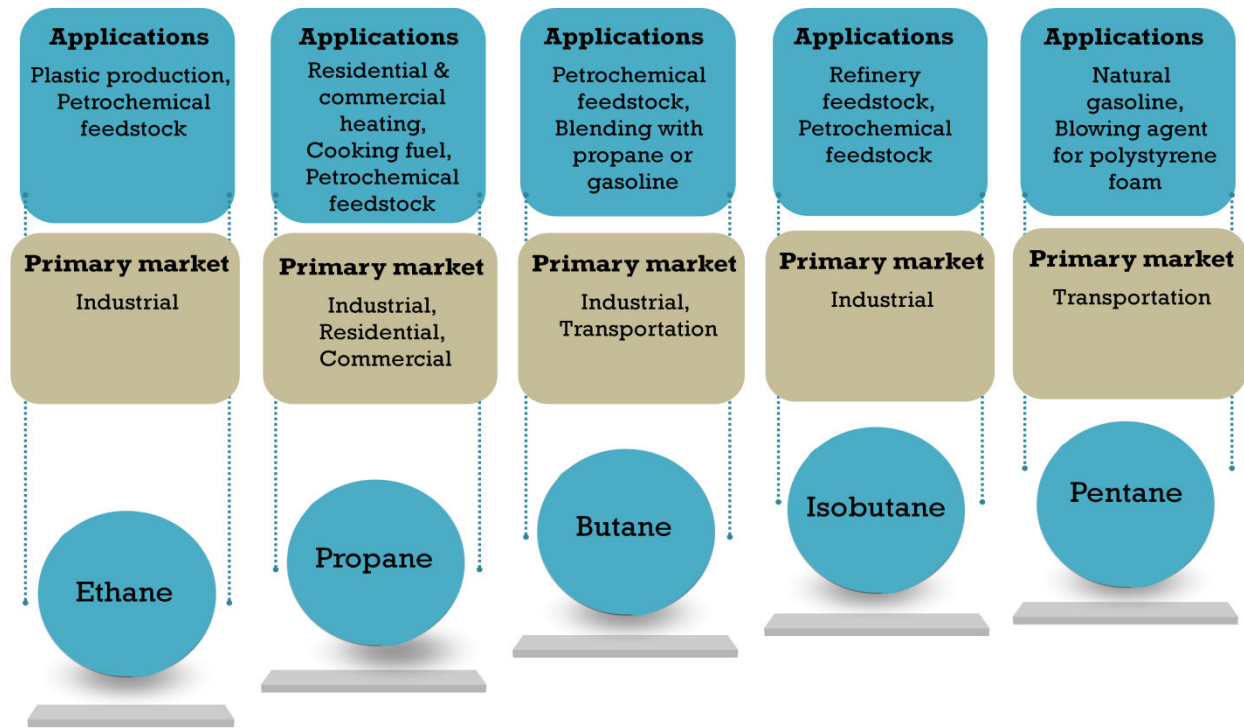 Applications
Plastic production,
Petrochemical
feedstock
Primary market
Industrial
Ethane
Applications
Residential &
commercial
heating,
Cooking fuel,
Petrochemical
feedstock
Primary market
Industrial,
Residential,
Commercial
Propane
Applications
Petrochemical
feedstock,
Blending with
propane or
gasoline
Primary market
Industrial,
Transportation
Butane
Applications
Refinery
feedstock,
Petrochemical
feedstock
Primary market
Industrial
Isobutane
Applications
Natural
gasoline,
Blowing agent
for polystyrene
foam
Primary market
Transportation
Pentane